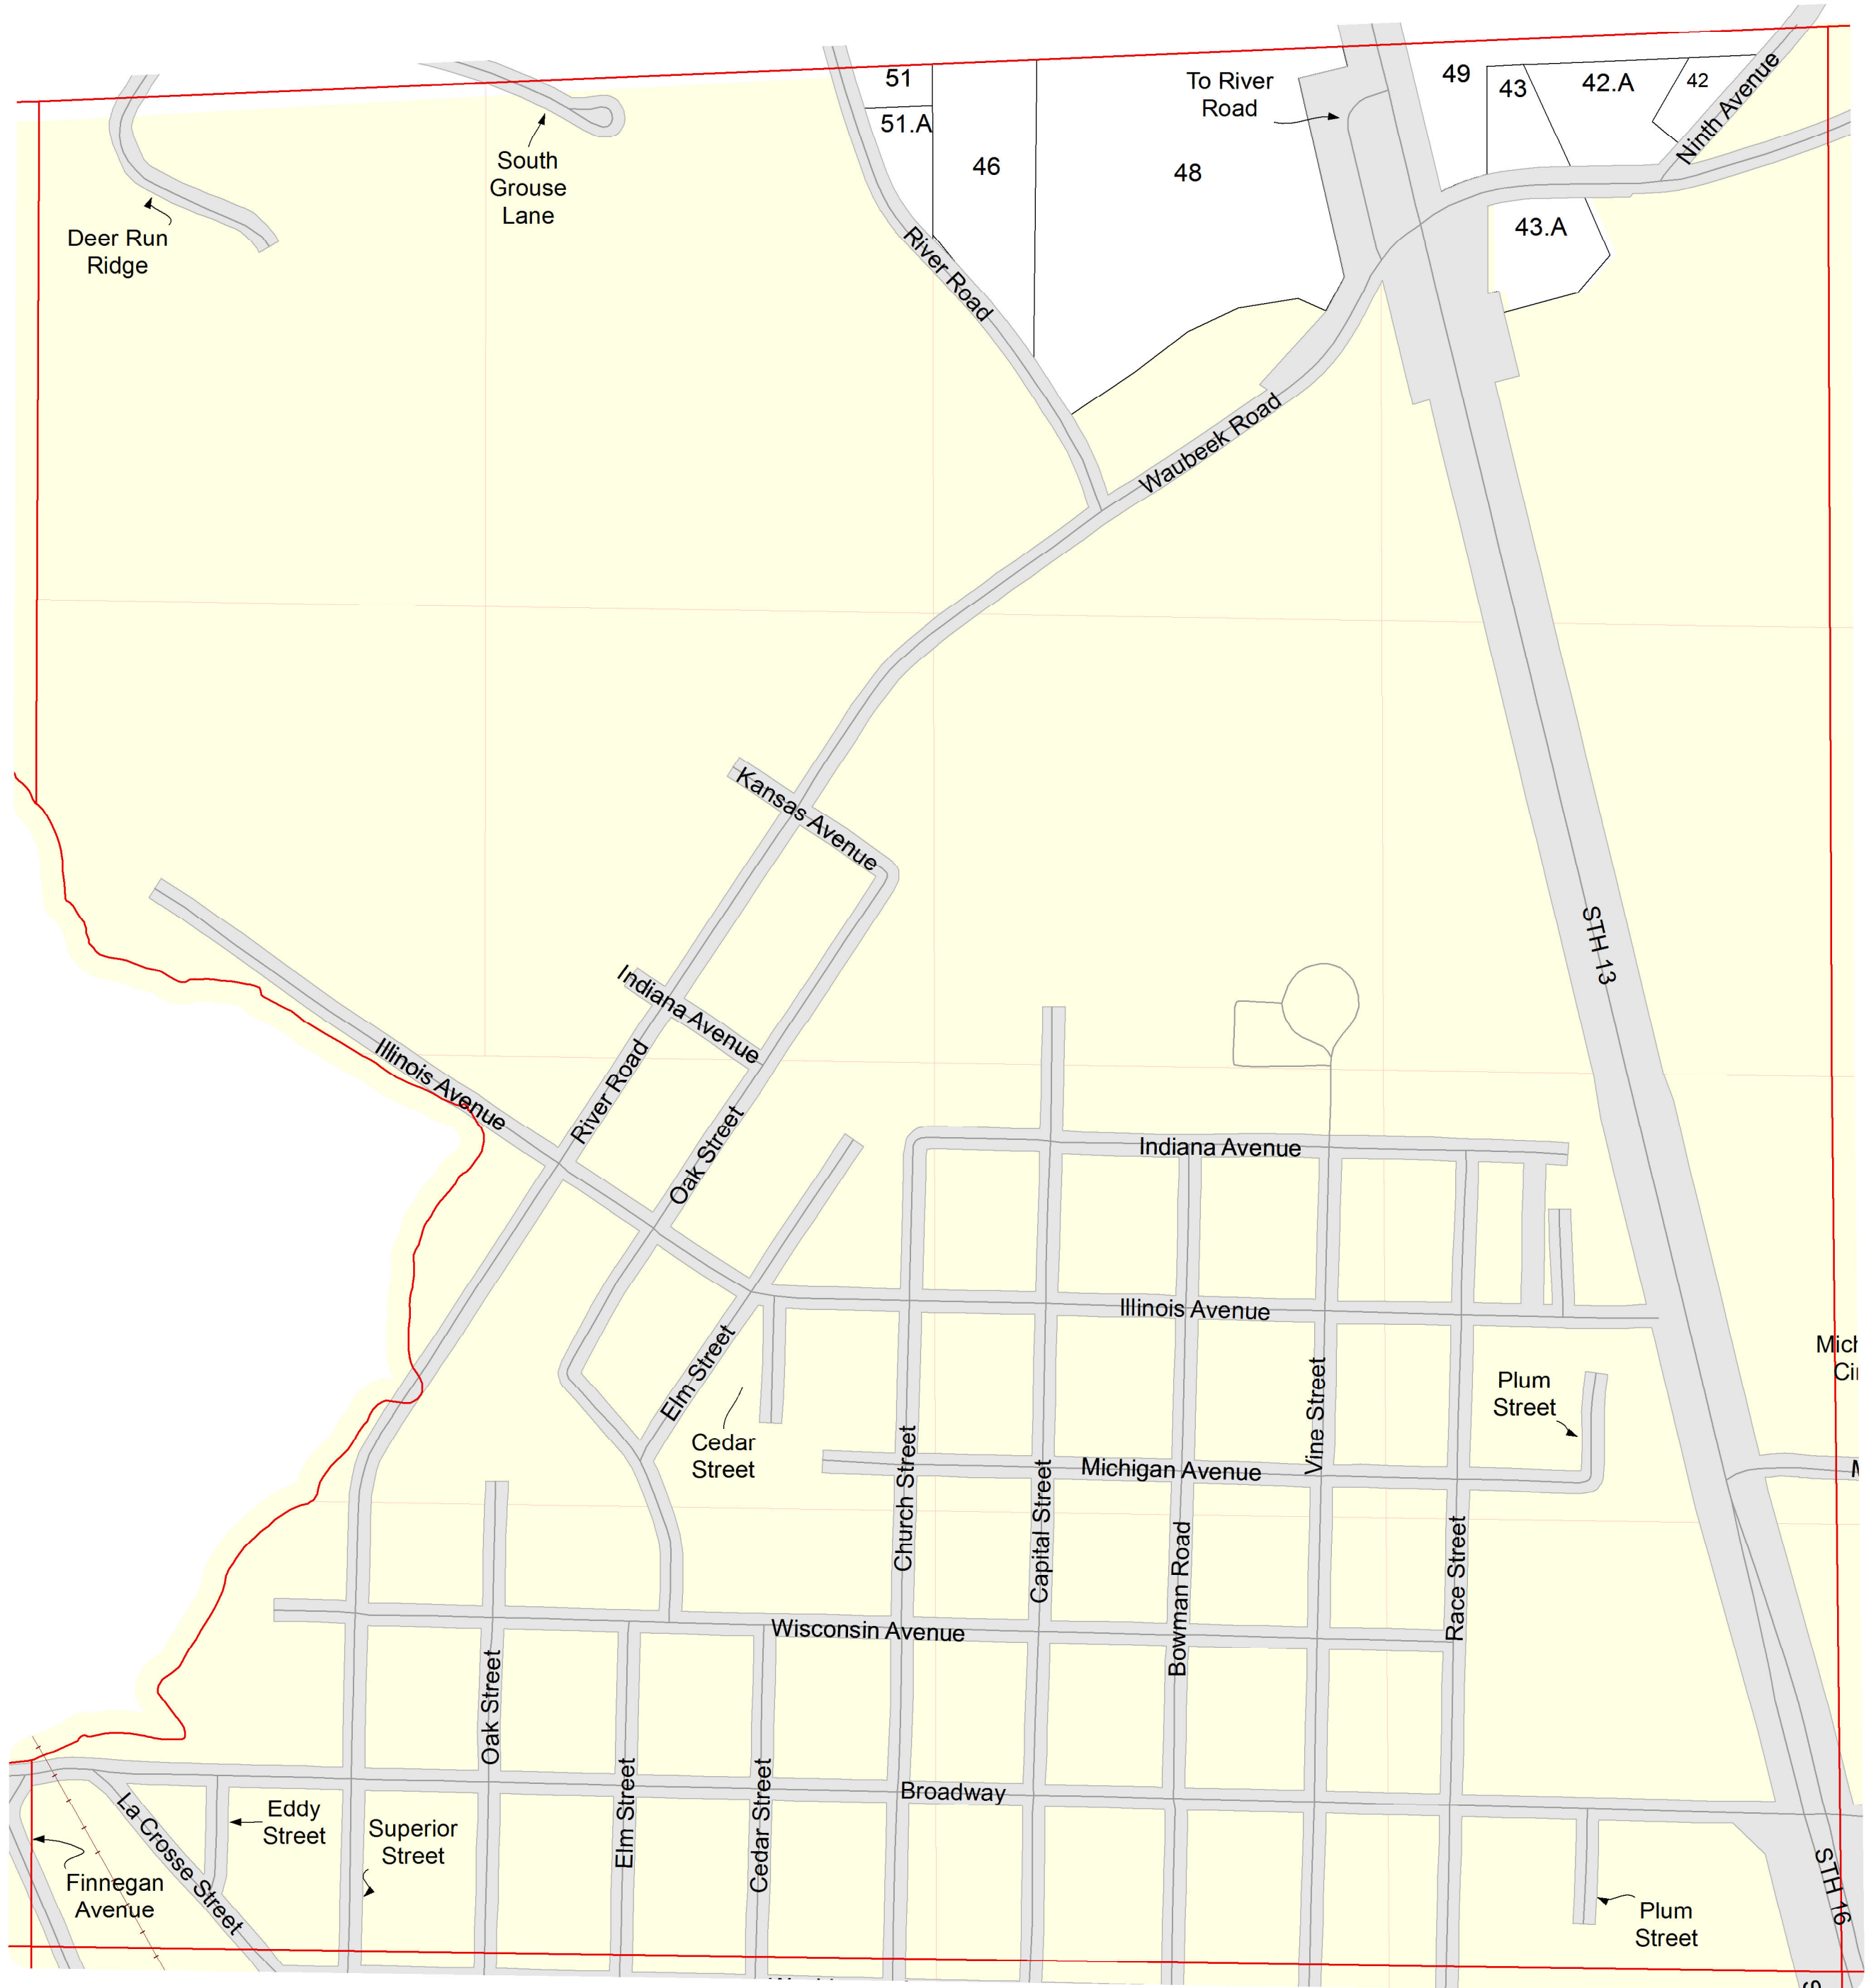 51
51.A
46
48
To River
Road
49
43
42.A
42
Ninth Avenue
43.A
South
Grouse
Lane
Deer Run
Ridge
River Road
Waubeek Road
Kansas Avenue
STH 13
Indiana Avenue
Illinois Avenue
River Road
Oak Street
Indiana Avenue
Illinois Avenue
Elm Street
Cedar
Street
Vine Street
Plum
Street
Church Street
Capital Street
Michigan Avenue
Bowman Road
Race Street
Wisconsin Avenue
Oak Street
Elm Street
Cedar Street
Broadway
Eddy
Street
Superior
Street
La Crosse Street
Finnegan
Avenue
Plum
Street
STH 16